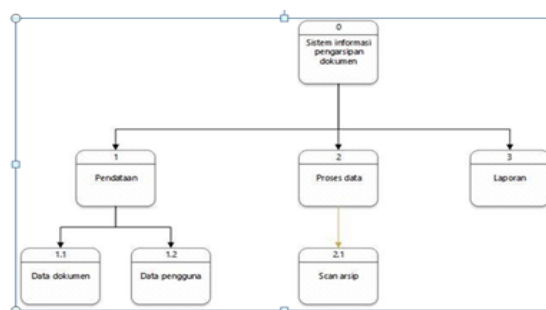 0
Sistem informasi
pengarsipan
dokumen
1
Pendataan
2
Proses data
3
Laporan
1.1
Data dokumen
1.2
Data pengguna
2.1
Scan arsip